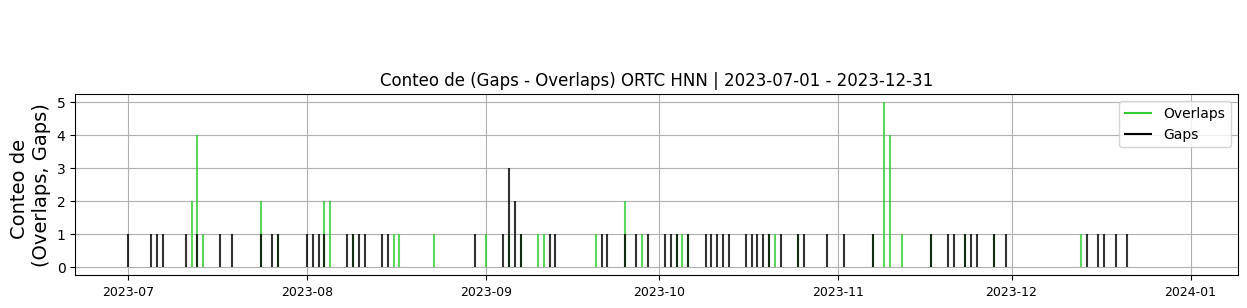 Conteo de (Gaps - Overlaps) ORTC HNN | 2023-07-01 - 2023-12-31
Conteo de
(Overlaps, Gaps)
5
4
3
2
1
0
Overlaps
Gaps
2023-07
2023-08
2023-09
2023-10
2023-11
2023-12
2024-01